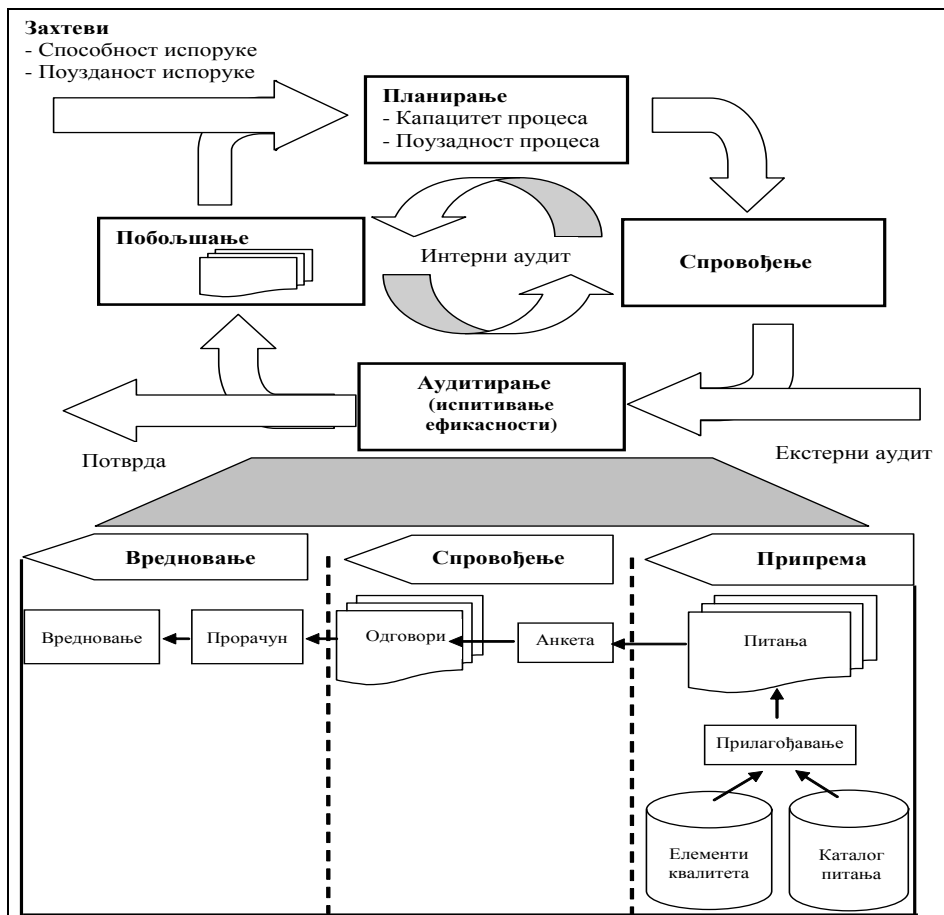 Захтеви
- Способност испоруке
- Поузданост испоруке
Планирање
- Капацитет процеса
- Поузадност процеса
Побољшање
Интерни аудит
Спровођење
Аудитирање
(испитивање
ефикасности)
Потврда
Екстерни аудит
Вредновање
Спровођење
Припрема
Вредновање
Прорачун
Одговори
Анкета
Питања
Прилагођавање
Елементи
квалитета
Каталог
питања